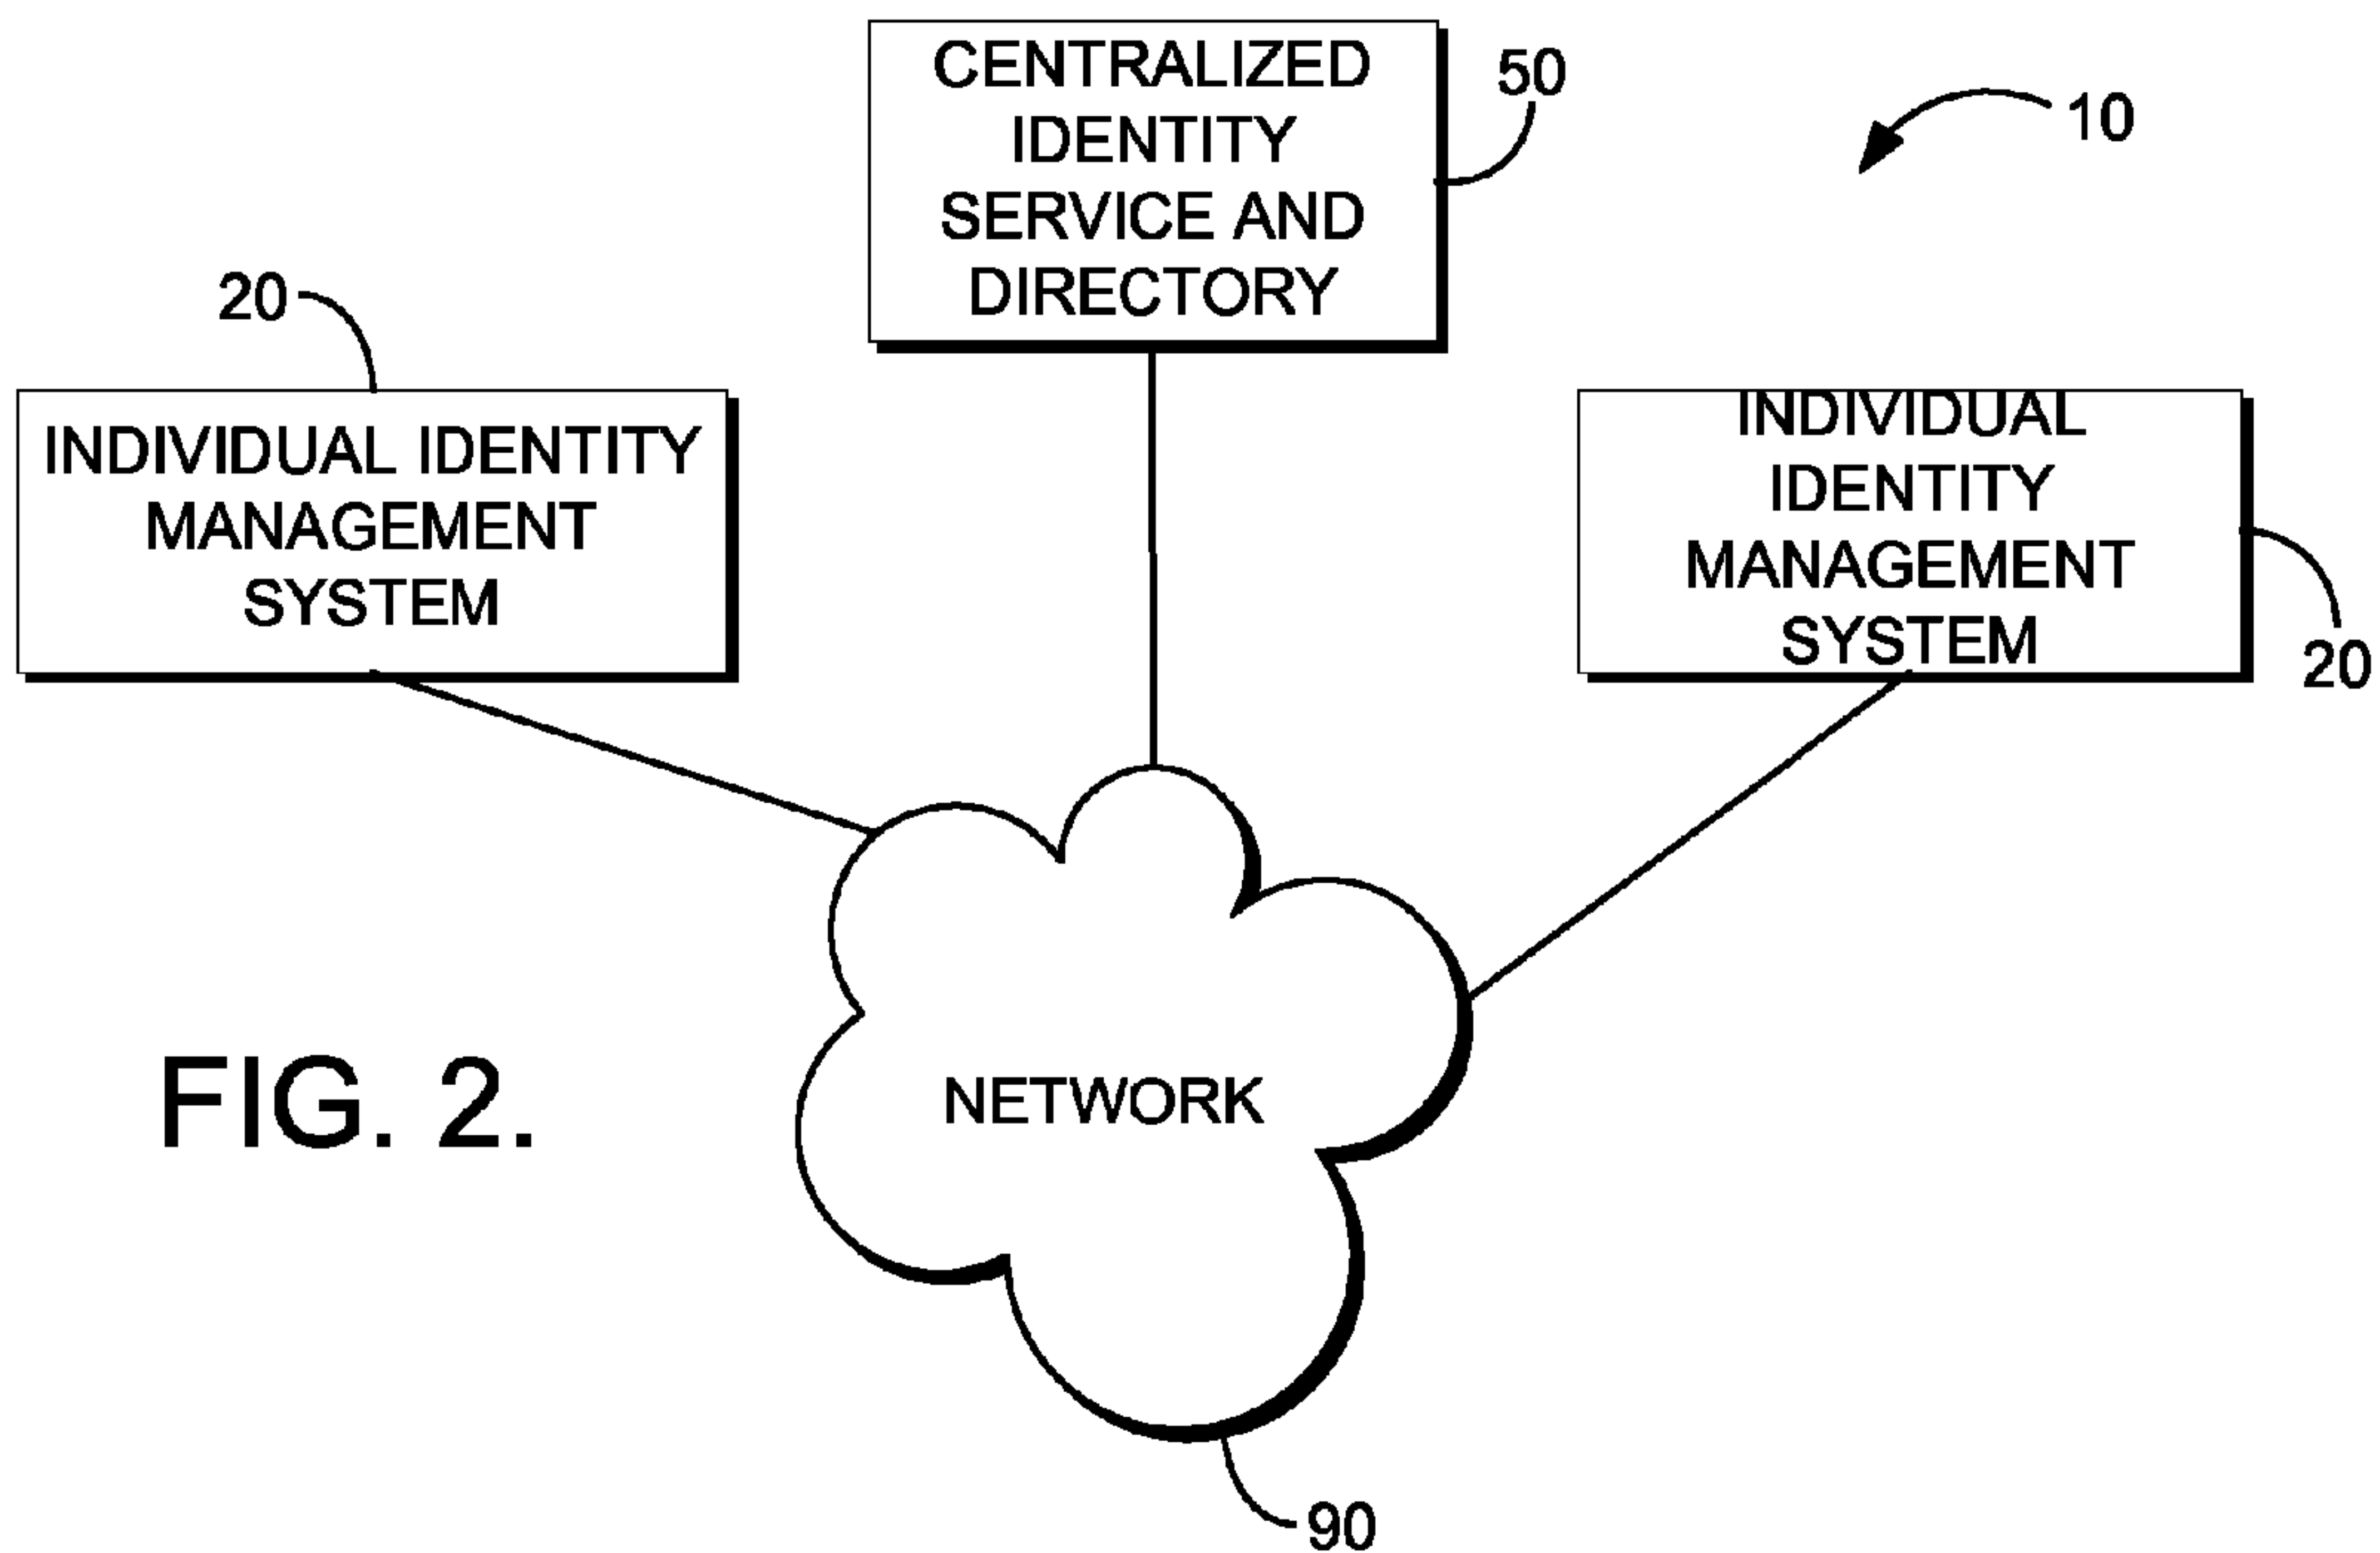 CENTRALIZED
IDENTITY
SERVICE AND
DIRECTORY
50
10
20
INDIVIDUAL IDENTITY
MANAGEMENT
SYSTEM
INDIVIDUAL
IDENTITY
MANAGEMENT
SYSTEM
20
NETWORK
FIG. 2.
90